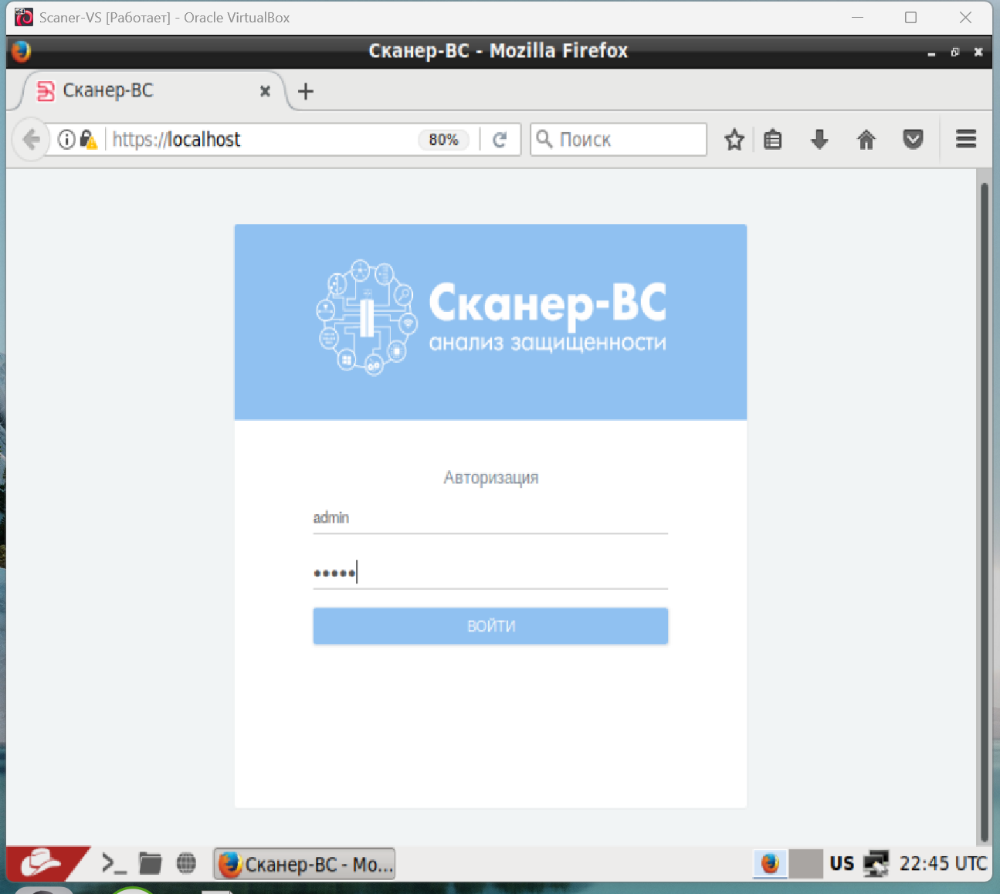 Scaner-VS [Работает] - Oracle VirtualBox
Сканер-ВС - Mozilla Firefox
Сканер-ВС
https://localhost
80%
Поиск
Сканер-ВС
анализ защищенности
Авторизация
admin
•••••
ВОЙТИ
Сканер-ВС - Mo...
US
22:45 UTC